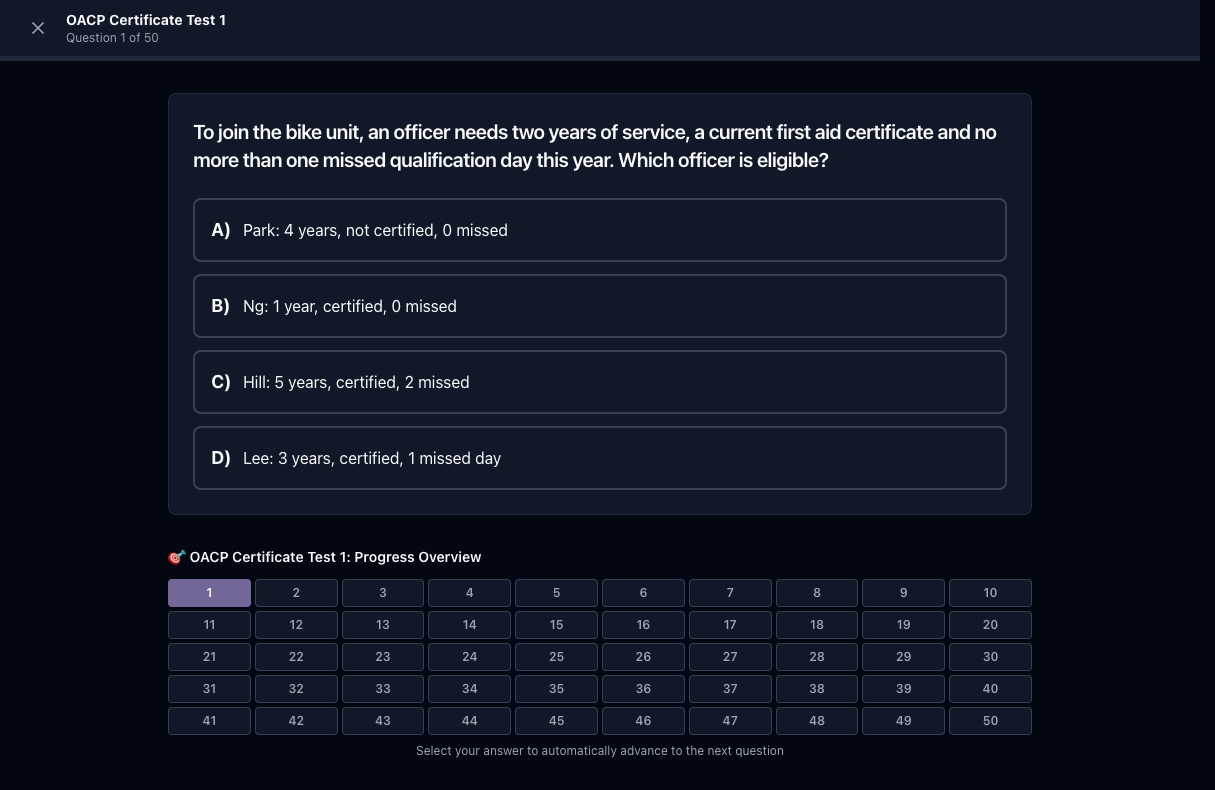 OACP Certificate Test 1
Question 1 of 50
To join the bike unit, an officer needs two years of service, a current first aid certificate and no
more than one missed qualification day this year. Which officer is eligible?
A) Park: 4 years, not certified, 0 missed
B) Ng: 1 year, certified, 0 missed
C) Hill: 5 years, certified, 2 missed
D) Lee: 3 years, certified, 1 missed day
OACP Certificate Test 1: Progress Overview
1 2 3 4 5 6 7 8 9 10
11 12 13 14 15 16 17 18 19 20
21 22 23 24 25 26 27 28 29 30
31 32 33 34 35 36 37 38 39 40
41 42 43 44 45 46 47 48 49 50
Select your answer to automatically advance to the next question